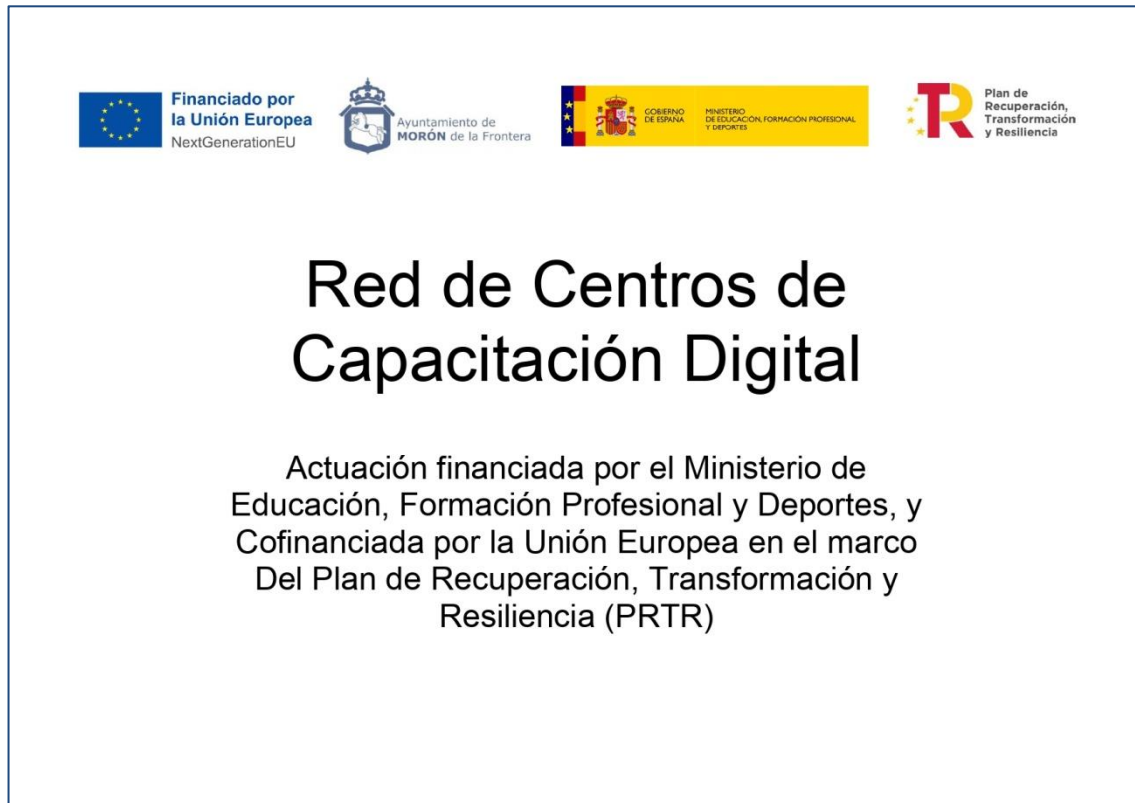 Financiado por
la Unión Europea
NextGenerationEU
Ayuntamiento de
MORÓN de la Frontera
GOBIERNO
DE ESPAÑA
MINISTERIO
DE EDUCACIÓN, FORMACIÓN PROFESIONAL
Y DEPORTES
Plan de
Recuperación,
Transformación
y Resiliencia
Red de Centros de
Capacitación Digital
Actuación financiada por el Ministerio de
Educación, Formación Profesional y Deportes, y
Cofinanciada por la Unión Europea en el marco
Del Plan de Recuperación, Transformación y
Resiliencia (PRTR)